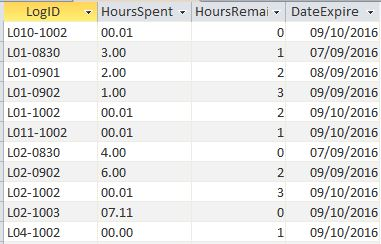 LogID HoursSpent HoursRemai DateExpire
L010-1002 00.01 0 09/10/2016
L01-0830 3.00 1 07/09/2016
L01-0901 2.00 2 08/09/2016
L01-0902 1.00 3 09/09/2016
L01-1002 00.01 2 09/10/2016
L011-1002 00.01 1 09/10/2016
L02-0830 4.00 0 07/09/2016
L02-0902 6.00 2 09/09/2016
L02-1002 00.01 3 09/10/2016
L02-1003 07.11 0 09/10/2016
L04-1002 00.00 1 09/10/2016